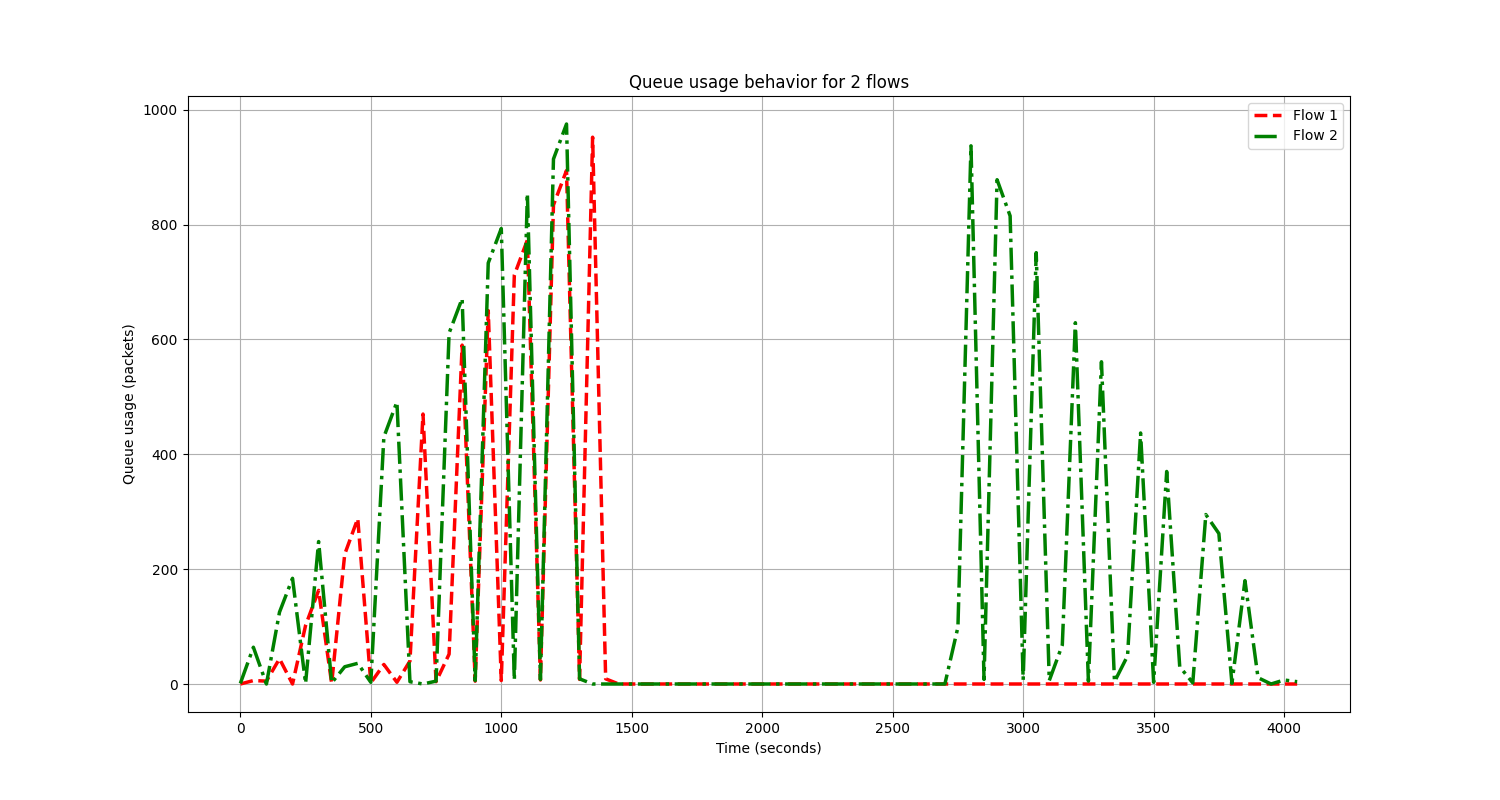 Queue usage behavior for 2 flows
Flow 1
Flow 2
Queue usage (packets)
1000
800
600
400
200
0
0 500 1000 1500 2000 2500 3000 3500 4000
Time (seconds)